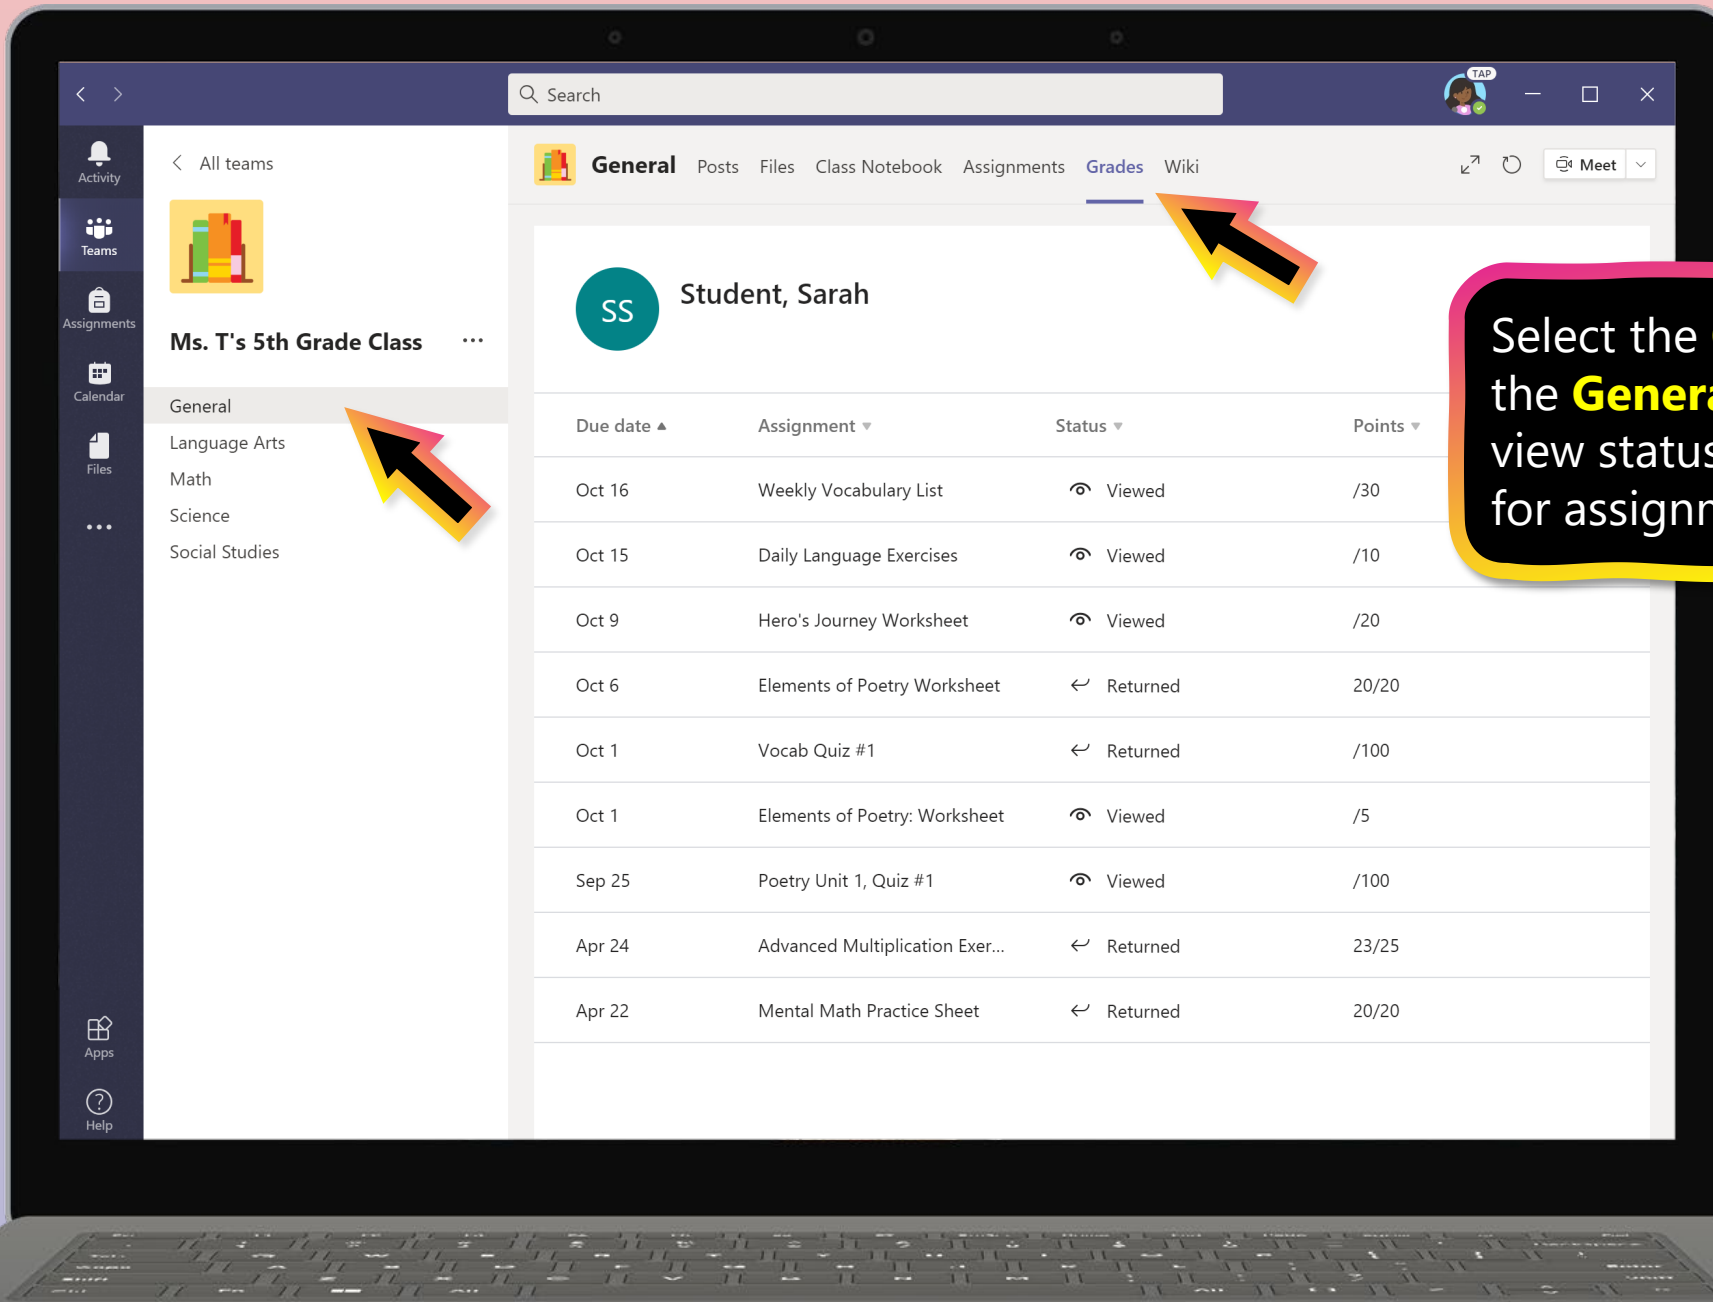 Search
TAP
Activity
Teams
Assignments
Calendar
Files
Apps
Help
All teams
Ms. T's 5th Grade Class
General
Language Arts
Math
Science
Social Studies
General Posts Files Class Notebook Assignments Grades Wiki
Meet
SS
Student, Sarah
Due date Assignment Status Points
Oct 16 Weekly Vocabulary List Viewed /30
Oct 15 Daily Language Exercises Viewed /10
Oct 9 Hero's Journey Worksheet Viewed /20
Oct 6 Elements of Poetry Worksheet Returned 20/20
Oct 1 Vocab Quiz #1 Returned /100
Oct 1 Elements of Poetry: Worksheet Viewed /5
Sep 25 Poetry Unit 1, Quiz #1 Viewed /100
Apr 24 Advanced Multiplication Exer... Returned 23/25
Apr 22 Mental Math Practice Sheet Returned 20/20
Select the
the
view
for